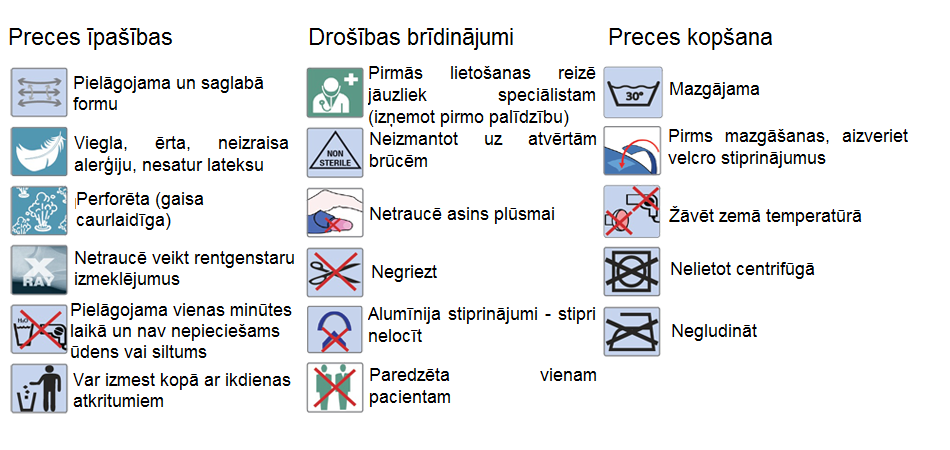 Preces īpašības
Pielāgojama un saglabā
formu
Viegla, ērta, neizraisa
alerģiju, nesatur lateksu
Perforēta (gaisa
caurlaidīga)
X
RAY
Netraucē veikt rentgenstaru
izmeklējumus
H₂O
Pielāgojama vienas minūtes
laikā un nav nepieciešams
ūdens vai siltums
Var izmest kopā ar ikdienas
atkritumiem
Drošības brīdinājumi
Pirmās lietošanas reizē
jāuzliek speciālistam
(izņemot pirmo palīdzību)
NON
STERILE
Neizmantot uz atvērtām
brūcēm
Netraucē asins plūsmai
Negriezt
Alumīnija stiprinājumi - stipri
nelocīt
Paredzēta vienam
pacientam
Preces kopšana
30°
Mazgājama
Pirms mazgāšanas, aizveriet
velcro stiprinājumus
Žāvēt zemā temperatūrā
Nelietot centrifūgā
Negludināt